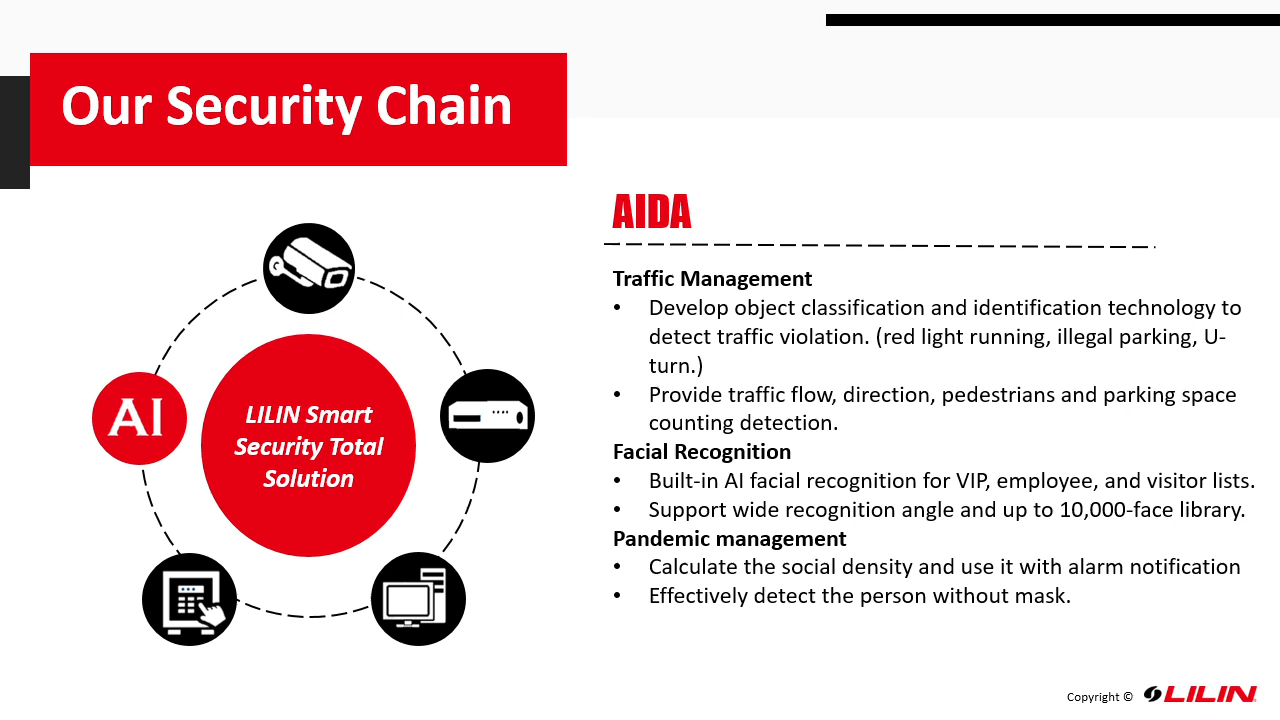 Our Security Chain
AI
LILIN Smart
Security Total
Solution
AIDA
Traffic Management
• Develop object classification and identification technology to
detect traffic violation. (red light running, illegal parking, U-
turn.)
• Provide traffic flow, direction, pedestrians and parking space
counting detection.
Facial Recognition
• Built-in AI facial recognition for VIP, employee, and visitor lists.
• Support wide recognition angle and up to 10,000-face library.
Pandemic management
• Calculate the social density and use it with alarm notification
• Effectively detect the person without mask.
Copyright © LILIN